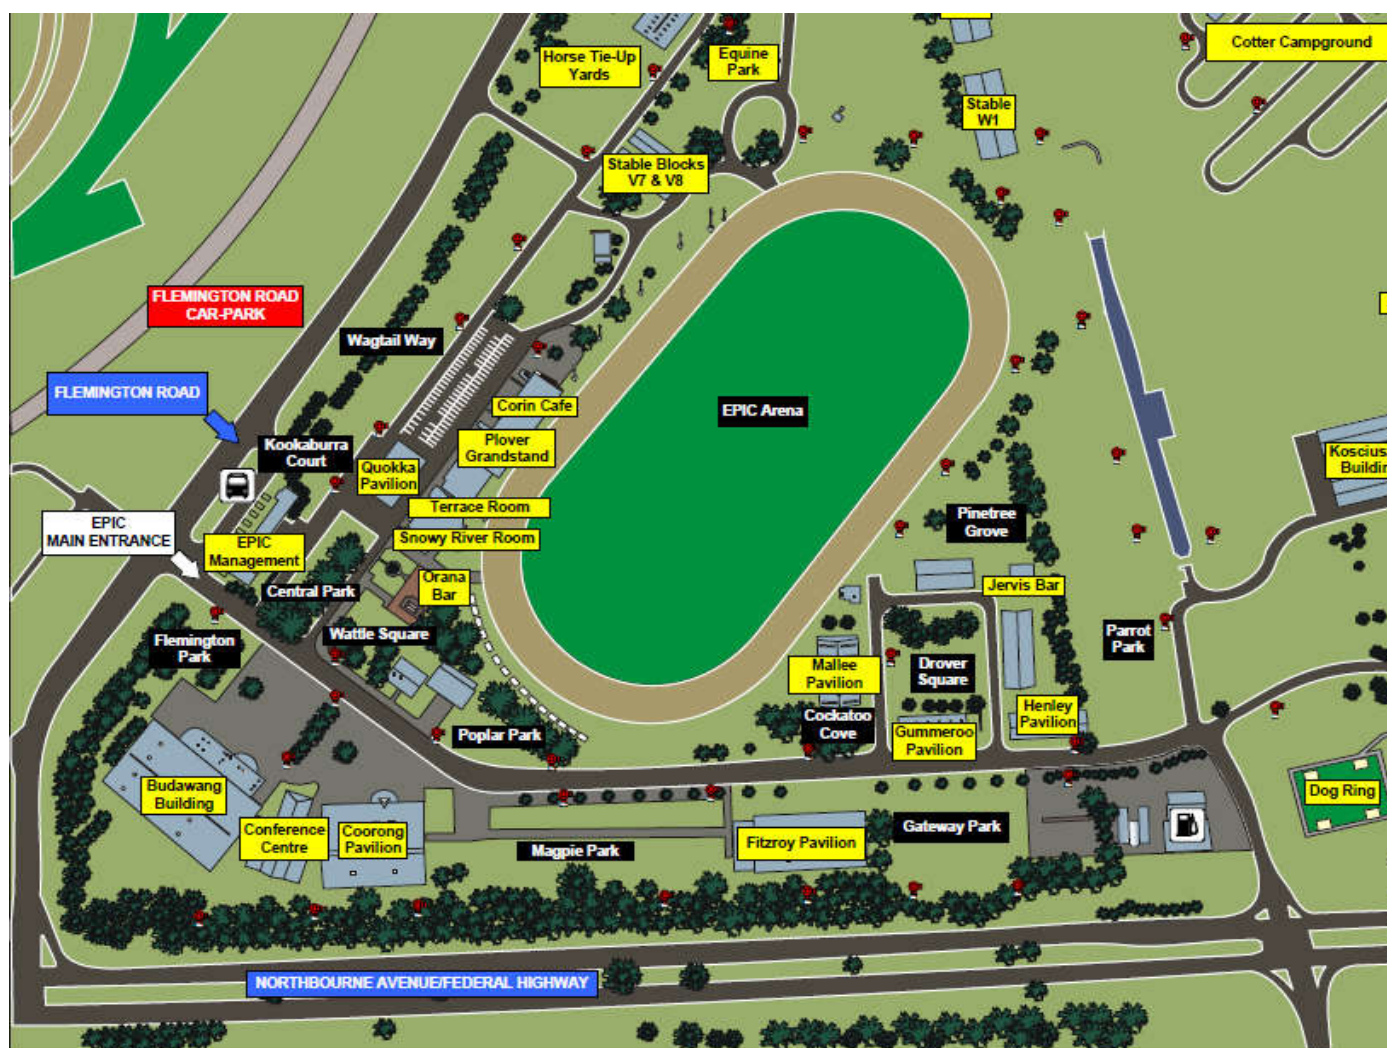 Horse Tie-Up
Yards
Equine
Park
Cotter Campground
Stable
W1
Stable Blocks
V7 & V8
FLEMINGTON ROAD
CAR-PARK
Wagtail Way
FLEMINGTON ROAD
Corin Cafe
EPIC Arena
Kookaburra
Court
Plover
Grandstand
Quokka
Pavilion
Koscius
Buildin
Terrace Room
EPIC
MAIN ENTRANCE
Snowy River Room
Pinetree
Grove
EPIC
Management
Central Park
Orana
Bar
Jervis Bar
Flemington
Park
Wattle Square
Parrot
Park
Mallee
Pavilion
Drover
Square
Cockatoo
Cove
Henley
Pavilion
Poplar Park
Gummeroo
Pavilion
Budawang
Building
Dog Ring
Conference
Centre
Coorong
Pavilion
Magpie Park
Fitzroy Pavilion
Gateway Park
NORTHBOURNE AVENUE/FEDERAL HIGHWAY